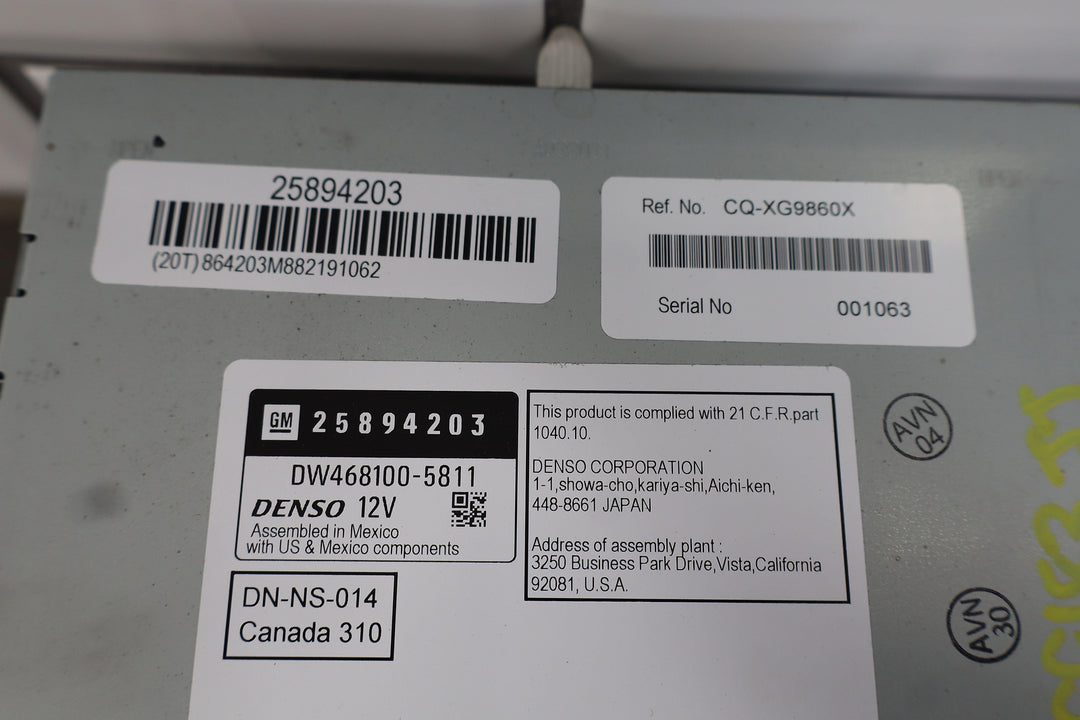 25894203
(20T)864203M882191062
Ref. No. CQ-XG9860X
Serial No 001063
GM 25894203
DW468100-5811
DENSO 12V
Assembled in Mexico
with US & Mexico components
This product is complied with 21 C.F.R.part
1040.10.
DENSO CORPORATION
1-1,showa-cho,kariya-shi,Aichi-ken,
448-8661 JAPAN
Address of assembly plant :
3250 Business Park Drive,Vista,California
92081, U.S.A.
DN-NS-014
Canada 310
AVN
04
AVN
30